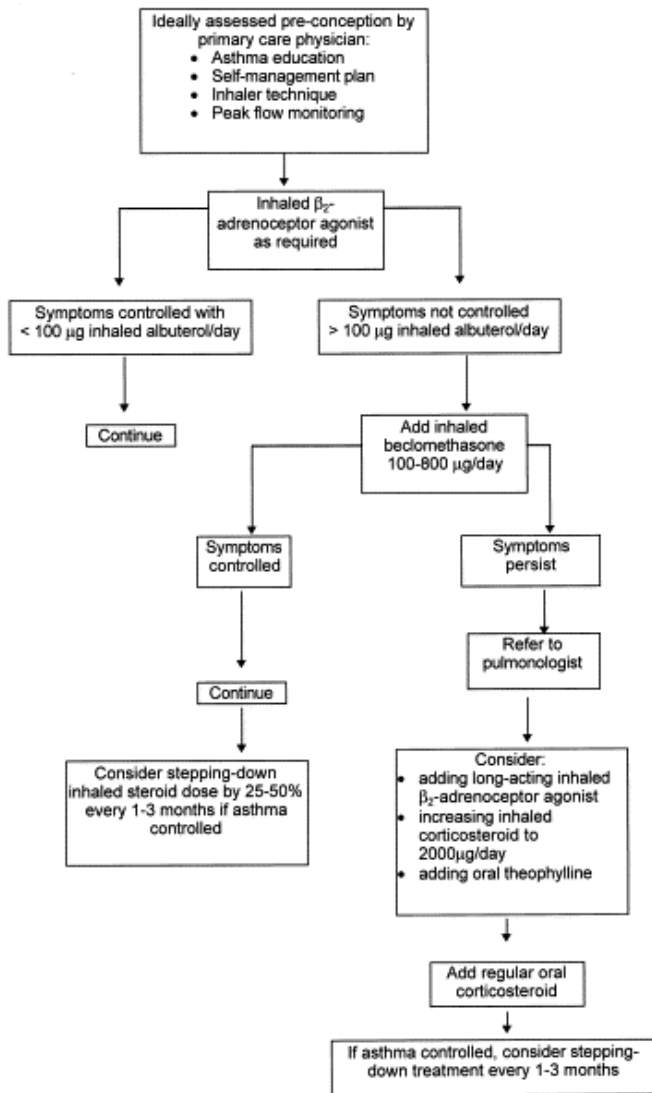 Ideally assessed pre-conception by
primary care physician:
• Asthma education
• Self-management plan
• Inhaler technique
• Peak flow monitoring
Inhaled β₂-
adrenoceptor agonist
as required
Symptoms controlled with
< 100 µg inhaled albuterol/day
Symptoms not controlled
> 100 µg inhaled albuterol/day
Continue
Add inhaled
beclomethasone
100-800 µg/day
Symptoms
controlled
Symptoms
persist
Refer to
pulmonologist
Continue
Consider stepping-down
inhaled steroid dose by 25-50%
every 1-3 months if asthma
controlled
Consider:
• adding long-acting inhaled
β₂-adrenoceptor agonist
• increasing inhaled
corticosteroid to
2000µg/day
• adding oral theophylline
Add regular oral
corticosteroid
If asthma controlled, consider stepping-
down treatment every 1-3 months